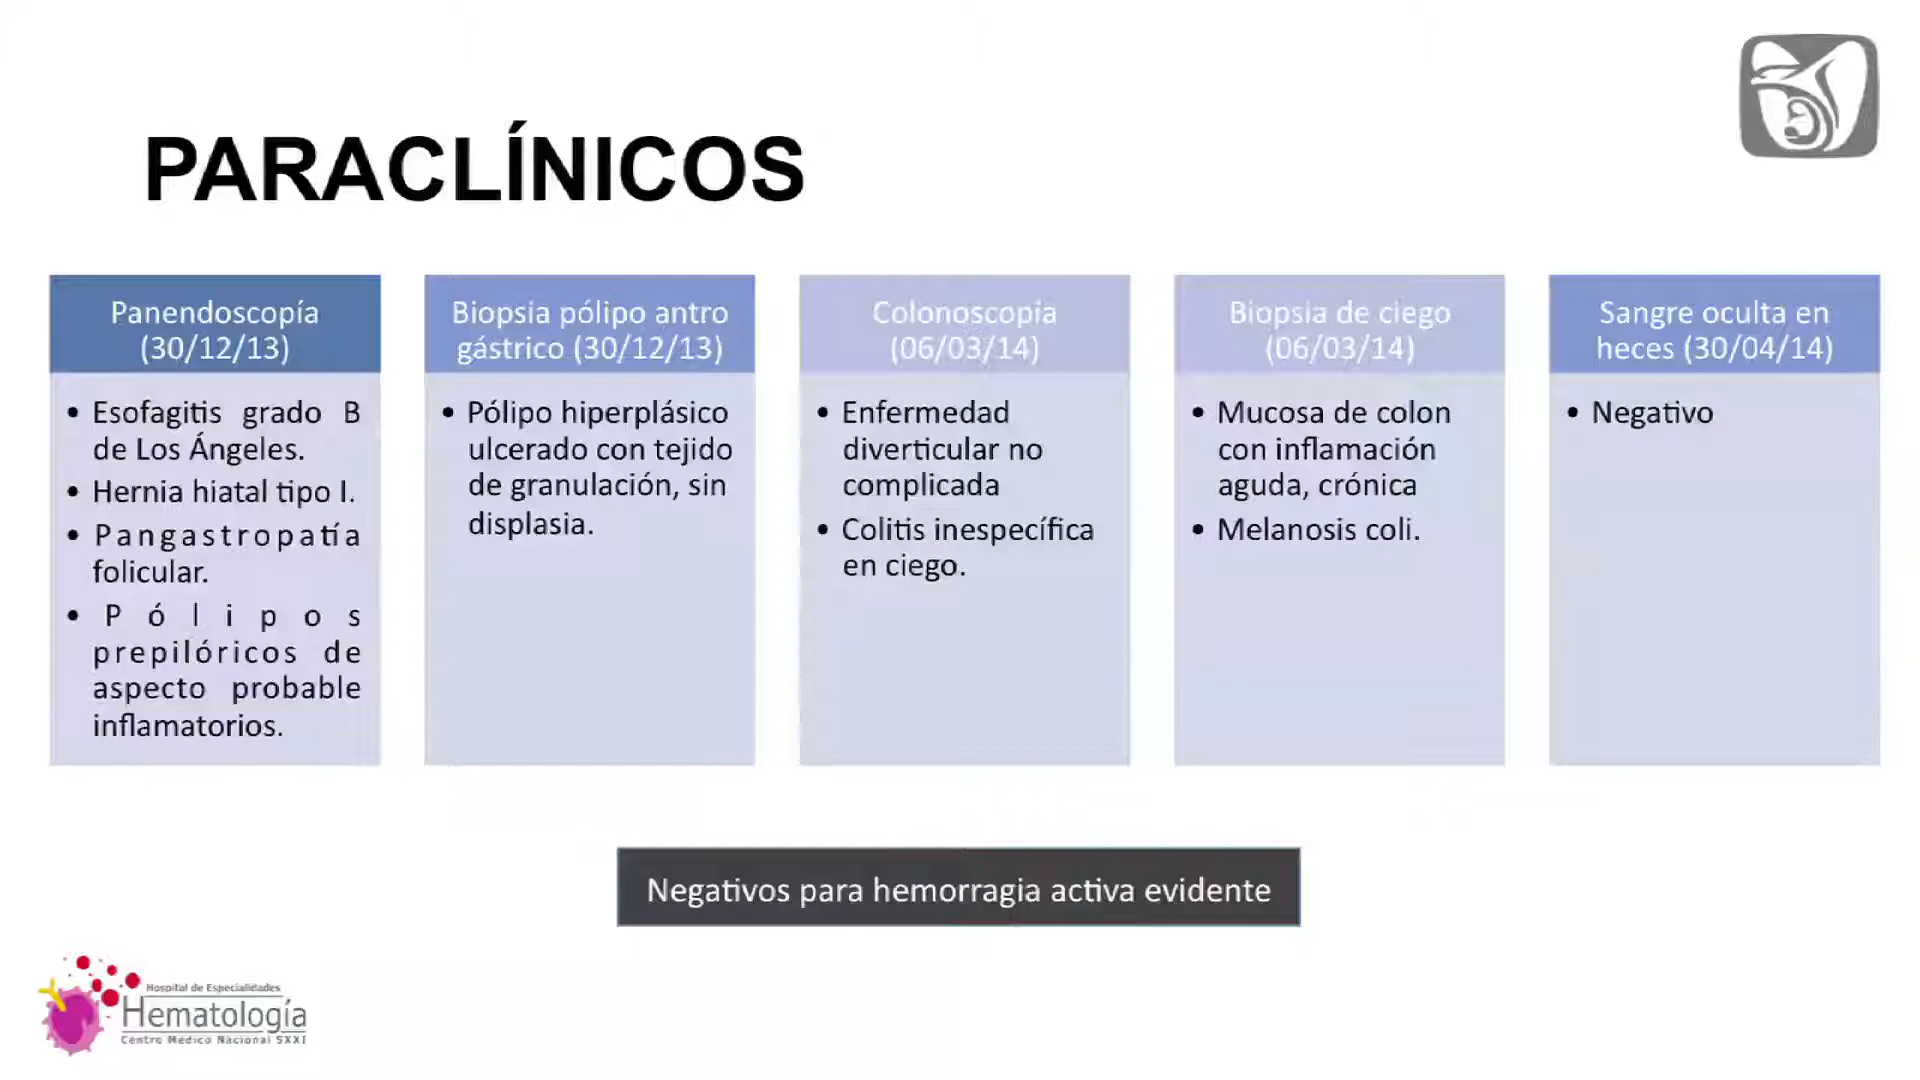 PARACLÍNICOS
Panendoscopía
(30/12/13)
• Esofagitis grado B
de Los Ángeles.
• Hernia hiatal tipo I.
• Pangastropatía
folicular.
• Pólipos
prepilóricos de
aspecto probable
inflamatorios.
Biopsia pólipo antro
gástrico (30/12/13)
• Pólipo hiperplásico
ulcerado con tejido
de granulación, sin
displasia.
Colonoscopía
(06/03/14)
• Enfermedad
diverticular no
complicada
• Colitis inespecífica
en ciego.
Biopsia de ciego
(06/03/14)
• Mucosa de colon
con inflamación
aguda, crónica
• Melanosis coli.
Sangre oculta en
heces (30/04/14)
• Negativo
Negativos para hemorragia activa evidente
Hospital de Especialidades
Hematología
Centro Medico Nacional SXXI